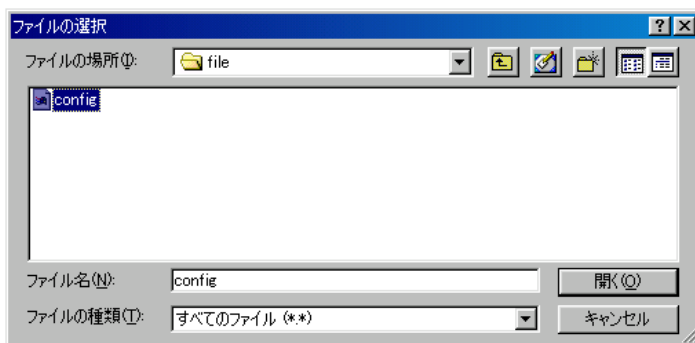 ファイルの選択
ファイルの場所(I): file
config
ファイル名(N): config 開く(O)
ファイルの種類(T): すべてのファイル (*.*) キャンセル